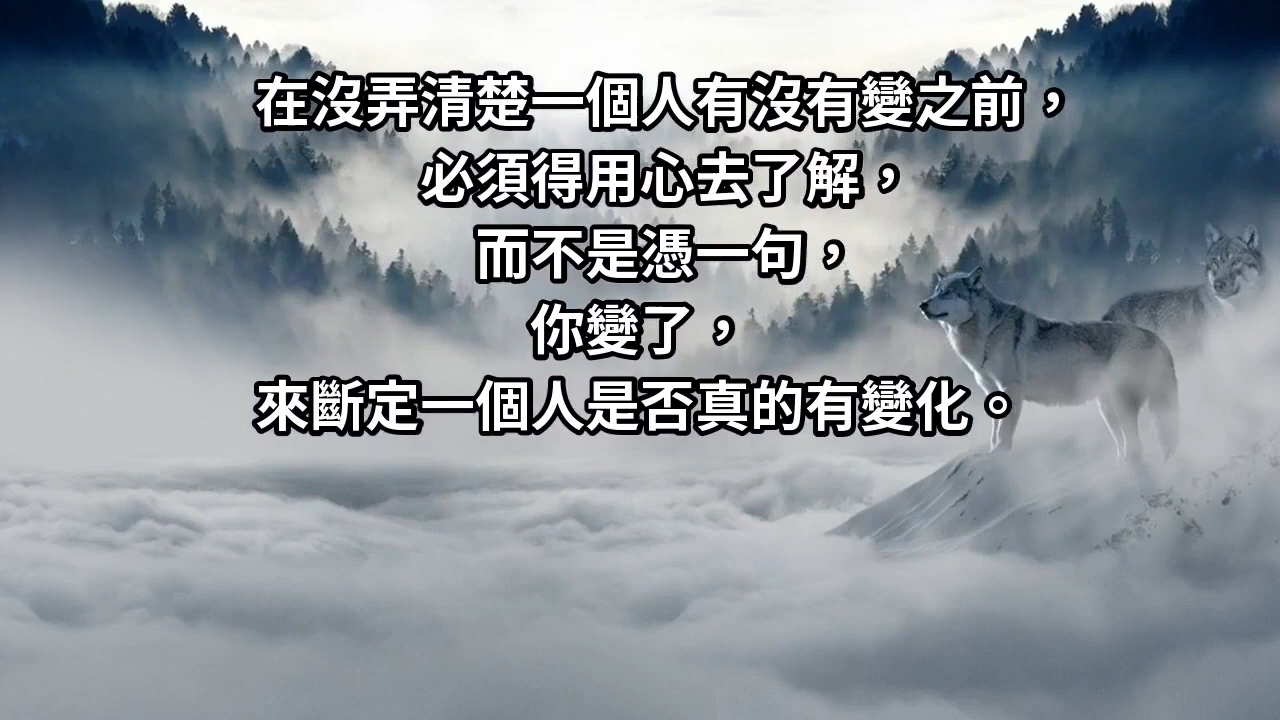 在沒弄清楚一個人有沒有變之前，
必須得用心去了解，
而不是憑一句，
你變了，
來斷定一個人是否真的有變化。